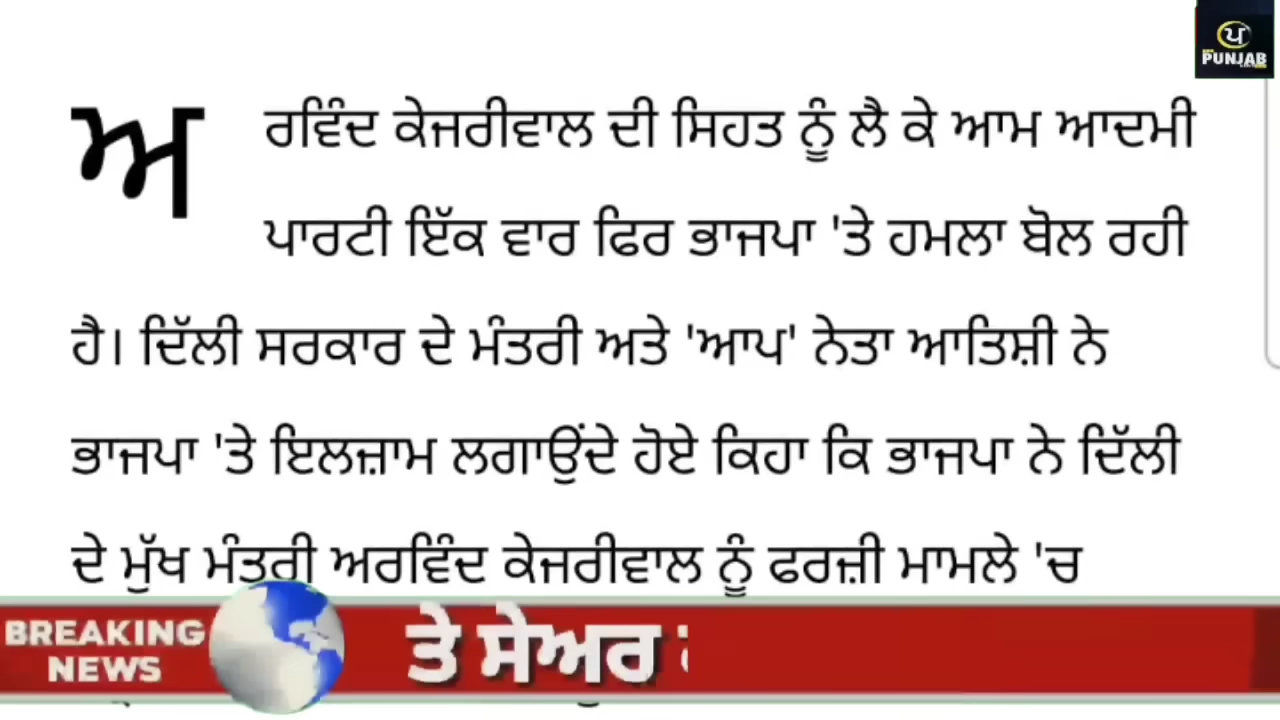 ਪ
PUNJAB
ਅਰਵਿੰਦ ਕੇਜਰੀਵਾਲ ਦੀ ਸਿਹਤ ਨੂੰ ਲੈ ਕੇ ਆਮ ਆਦਮੀ
ਪਾਰਟੀ ਇੱਕ ਵਾਰ ਫਿਰ ਭਾਜਪਾ 'ਤੇ ਹਮਲਾ ਬੋਲ ਰਹੀ
ਹੈ। ਦਿੱਲੀ ਸਰਕਾਰ ਦੇ ਮੰਤਰੀ ਅਤੇ 'ਆਪ' ਨੇਤਾ ਆਤਿਸ਼ੀ ਨੇ
ਭਾਜਪਾ 'ਤੇ ਇਲਜ਼ਾਮ ਲਗਾਉਂਦੇ ਹੋਏ ਕਿਹਾ ਕਿ ਭਾਜਪਾ ਨੇ ਦਿੱਲੀ
ਦੇ ਮੁੱਖ ਮੰਤਰੀ ਅਰਵਿੰਦ ਕੇਜਰੀਵਾਲ ਨੂੰ ਫਰਜ਼ੀ ਮਾਮਲੇ 'ਚ
BREAKING
NEWS
ਤੇ ਸੇਅਰ